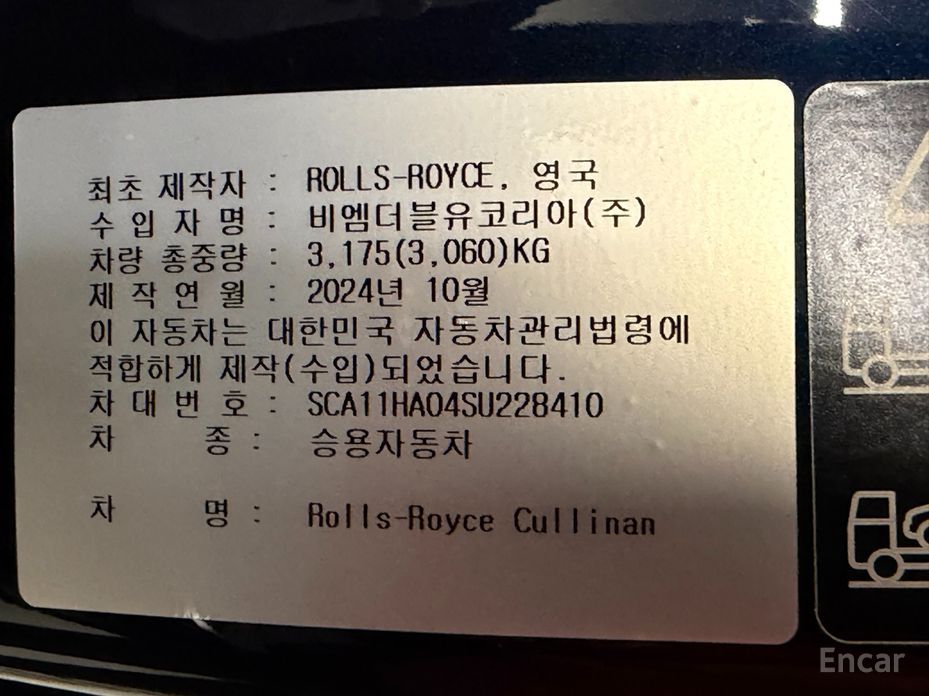 최초 제작자 : ROLLS-ROYCE, 영국
수 입 자 명 : 비엠더블유코리아(주)
차량 총중량 : 3,175(3,060)KG
제 작 연 월 : 2024년 10월
이 자동차는 대한민국 자동차관리법령에
적합하게 제작(수입)되었습니다.
차 대 번 호 : SCA11HA04SU228410
차 종 : 승용자동차
차 명 : Rolls-Royce Cullinan
Encar